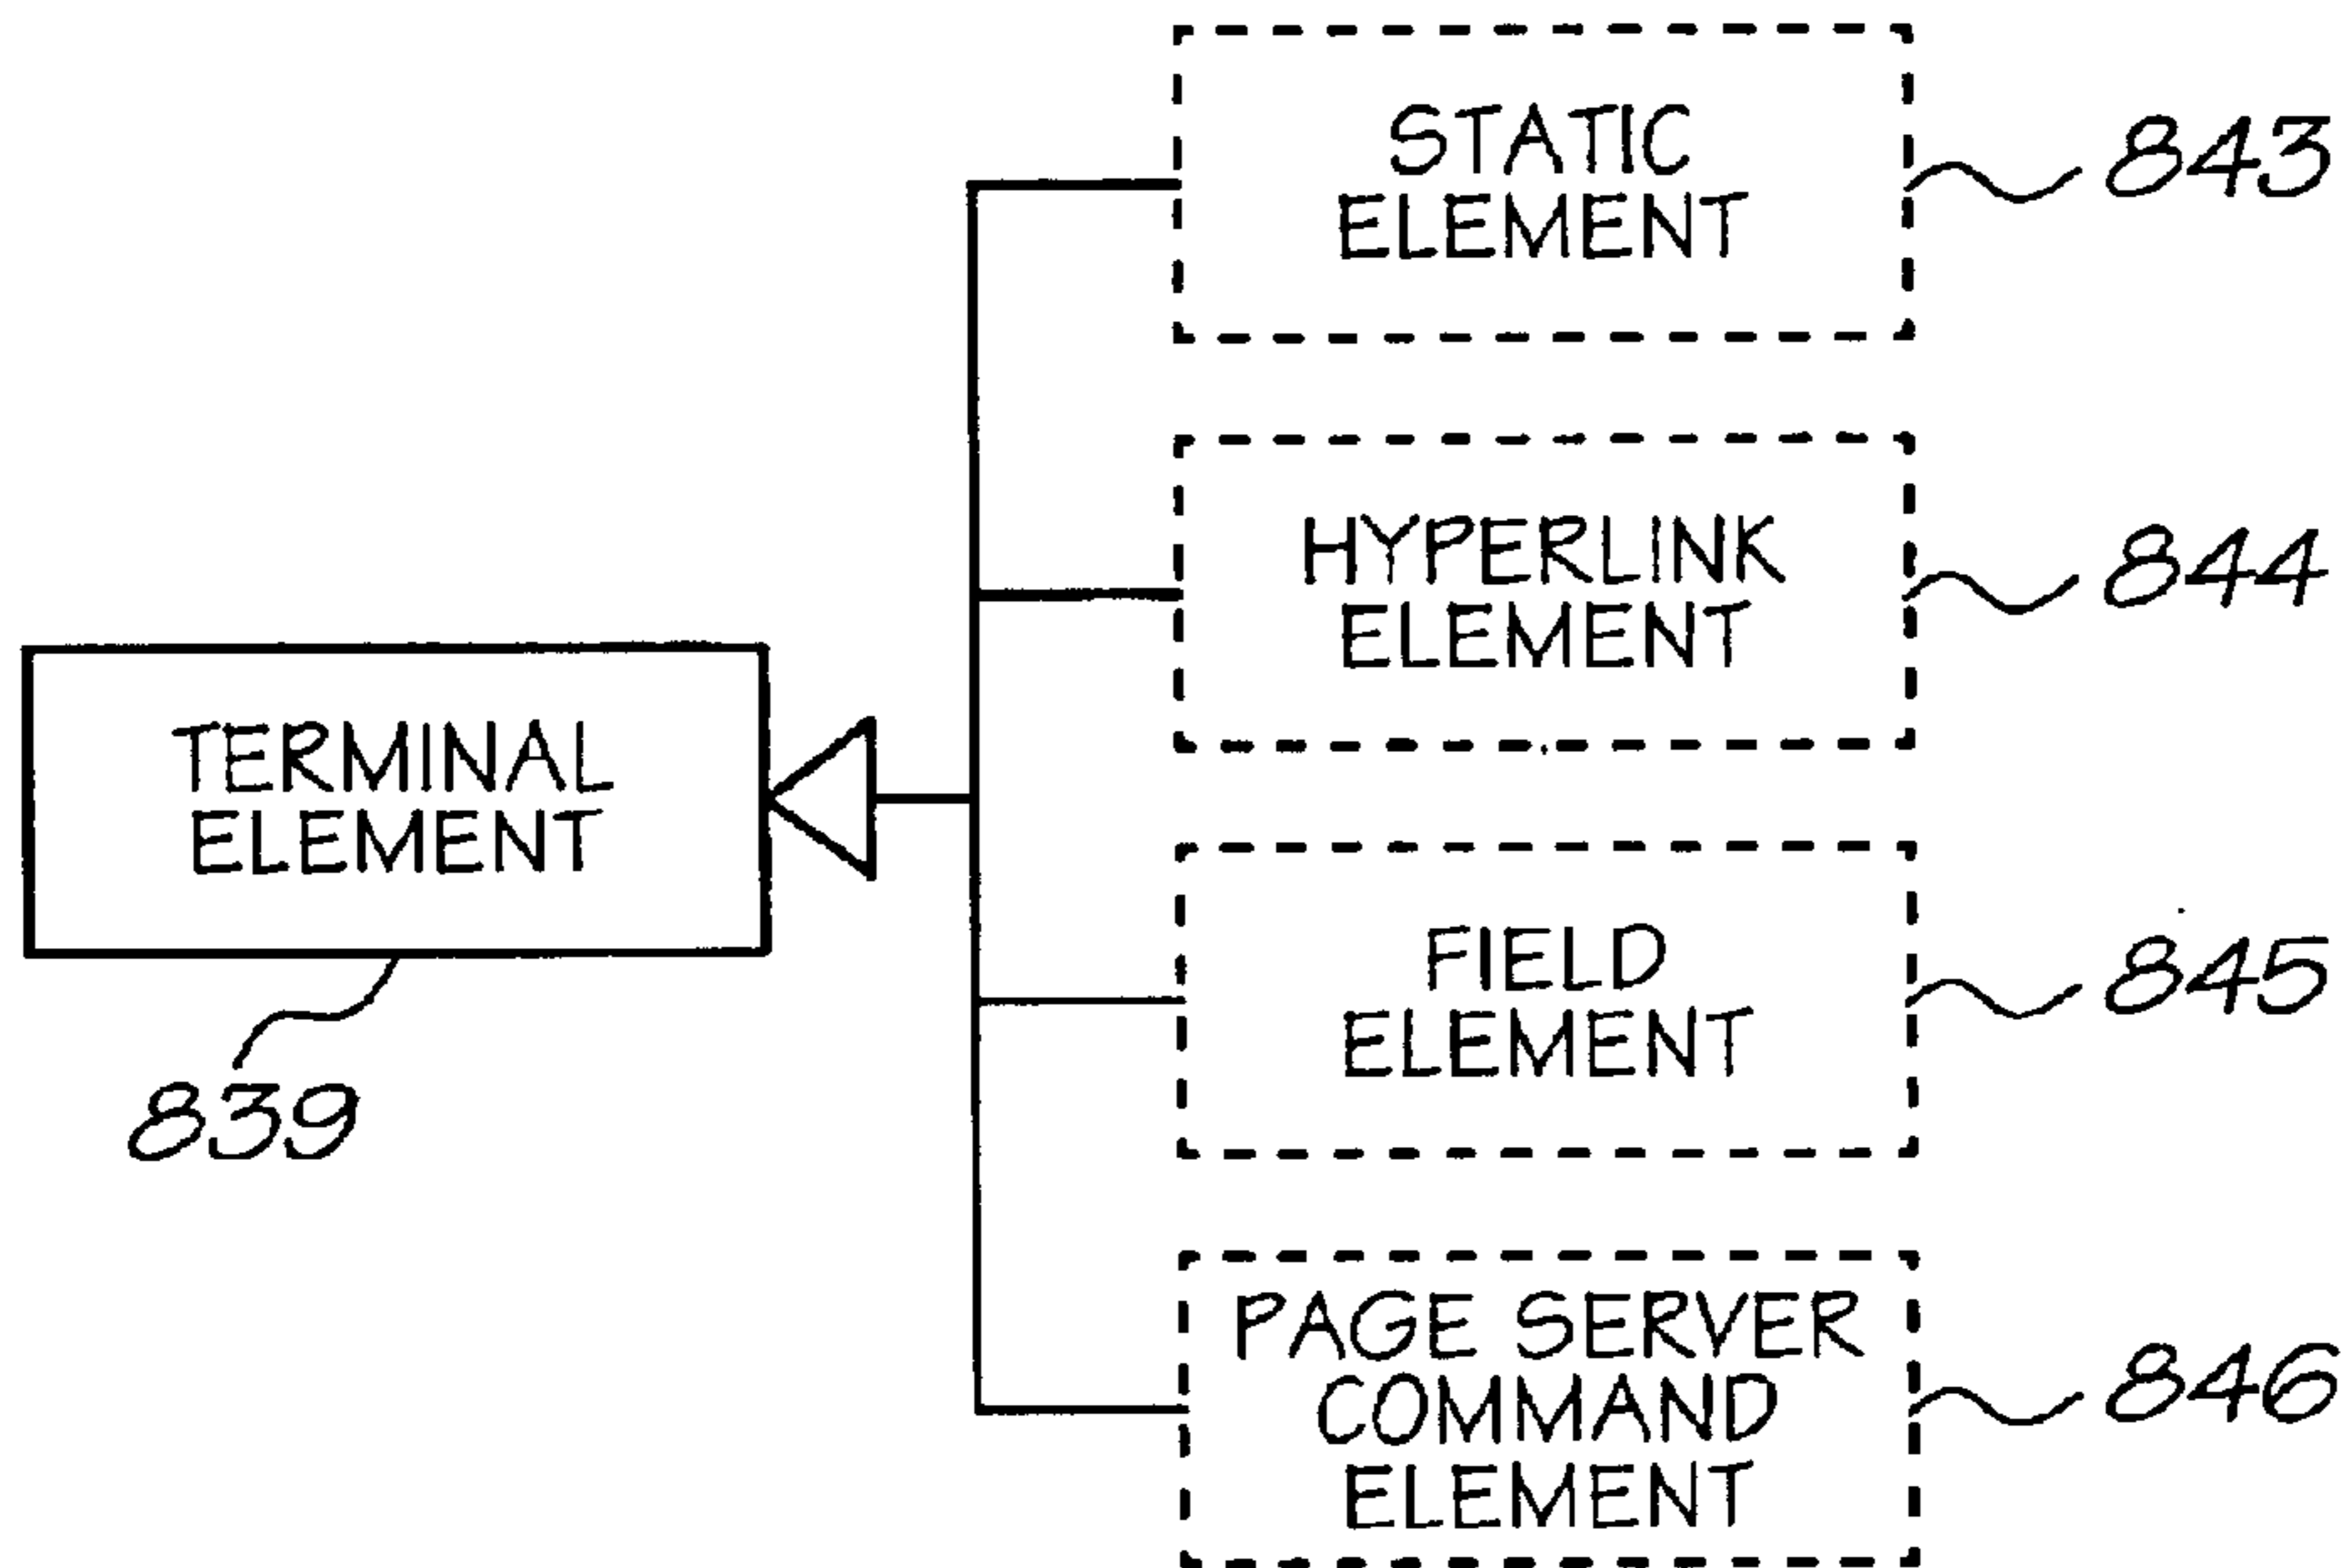 STATIC
ELEMENT
843
HYPERLINK
ELEMENT
844
TERMINAL
ELEMENT
839
FIELD
ELEMENT
845
PAGE SERVER
COMMAND
ELEMENT
846